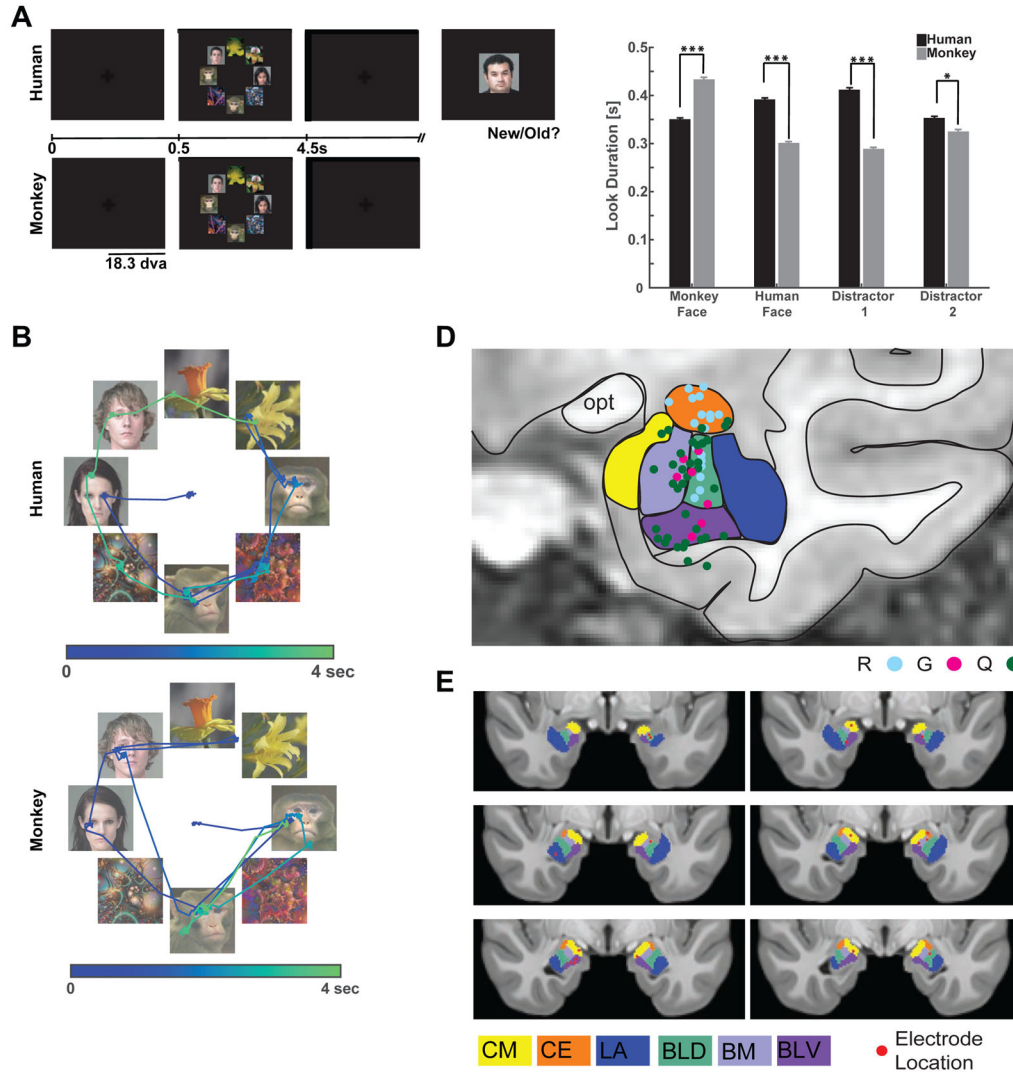 A
Human
New/Old?
0
0.5
4.5s
Monkey
18.3 dva
Human
Monkey
***
***
***
*
Look Duration [s]
0.5
0.4
0.3
0.2
0.1
0
Monkey Face
Human Face
Distractor 1
Distractor 2
B
Human
0
4 sec
Monkey
0
4 sec
D
opt
R
G
Q
E
CM
CE
LA
BLD
BM
BLV
Electrode
Location